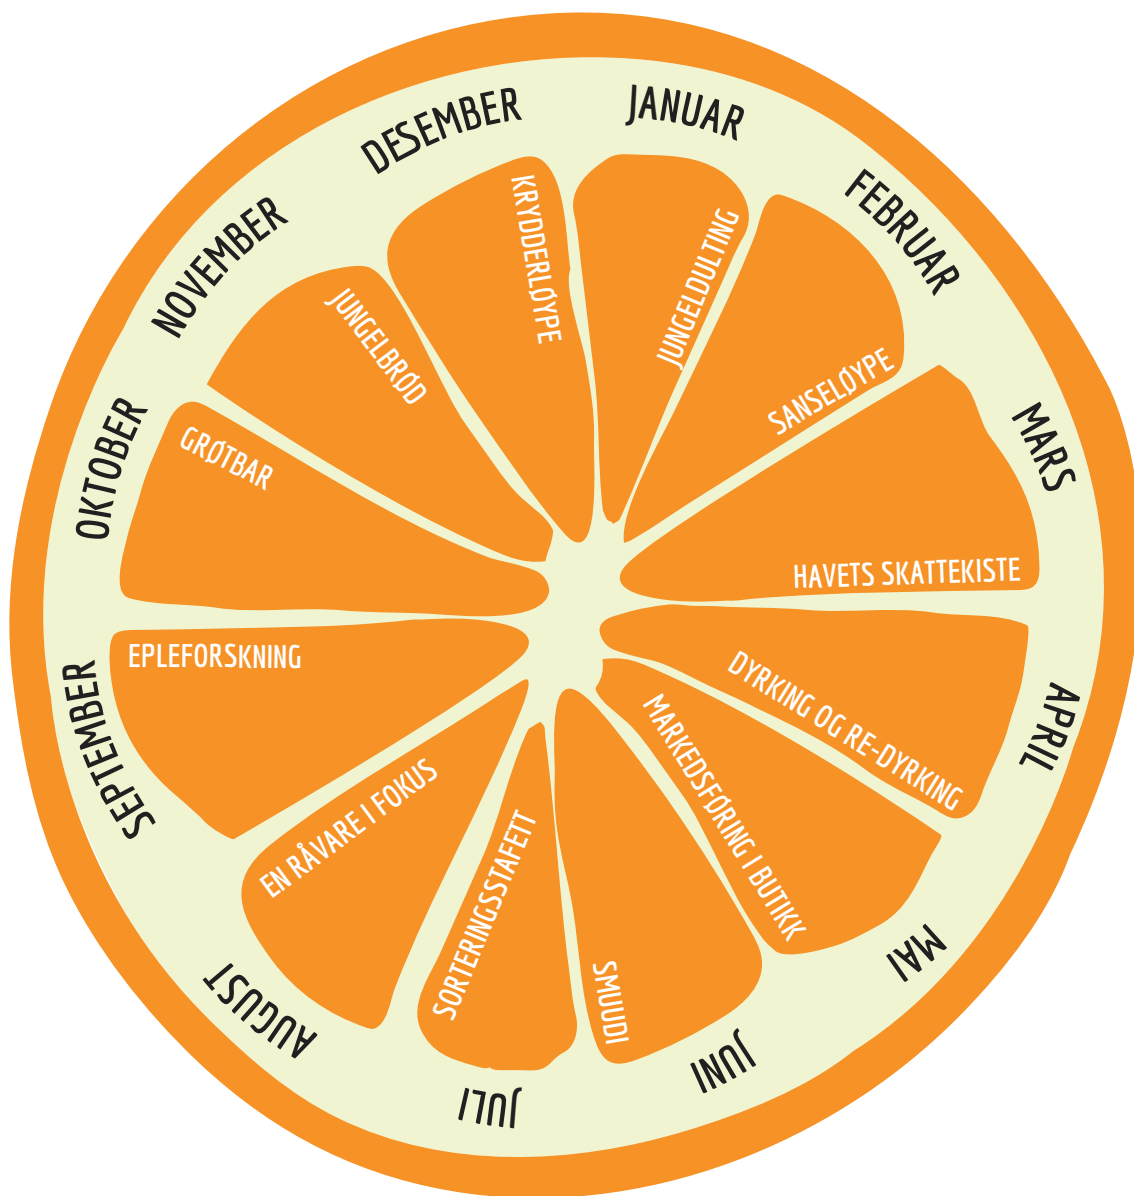 JANUAR
JUNGELDULTING
FEBRUAR
SANSELØYPE
MARS
HAVETS SKATTEKISTE
APRIL
DYRKING OG RE-DYRKING
MAI
MARKEDSFØRING I BUTIKK
JUNI
SMUUDI
JULI
SORTERINGSSTAFETT
AUGUST
EN RÅVARE I FOKUS
SEPTEMBER
EPLEFORSKNING
OKTOBER
GRØTBAR
NOVEMBER
JUNGELBRØD
DESEMBER
KRYDDERLØYPE